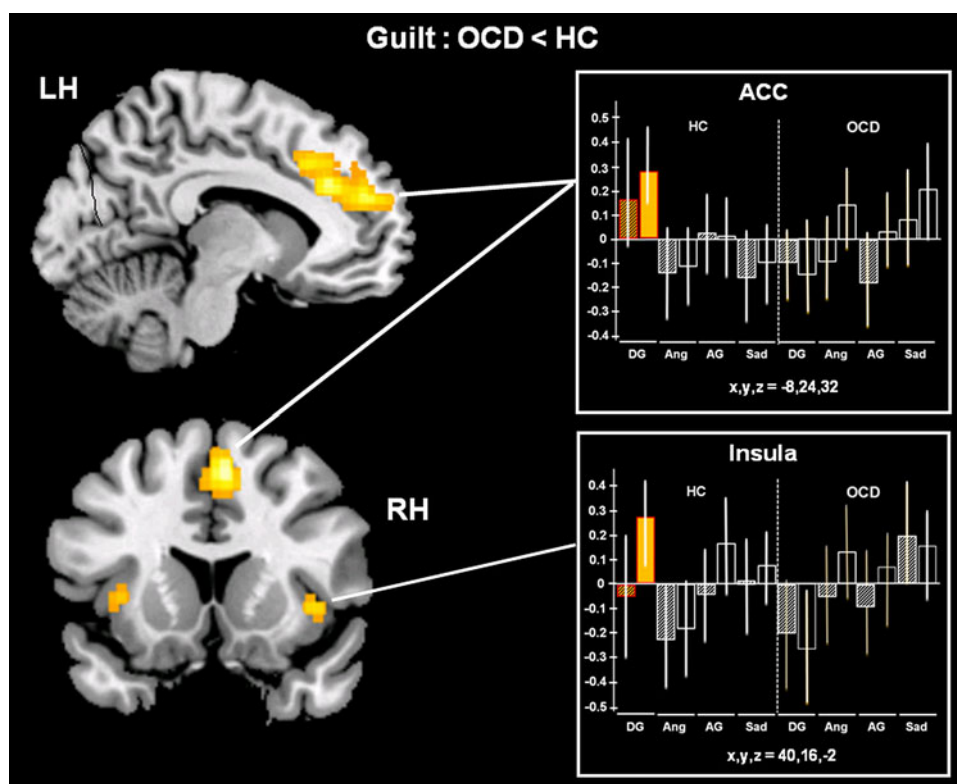 Guilt : OCD < HC
LH
ACC
HC OCD
0.5
0.3
0.2
0.1
0
-0.1
-0.2
-0.3
-0.4
DG Ang AG Sad DG Ang AG Sad
x,y,z = -8,24,32
RH
Insula
HC OCD
0.4
0.3
0.2
0.1
0
-0.1
-0.2
-0.3
-0.4
-0.5
DG Ang AG Sad DG Ang AG Sad
x,y,z = 40,16,-2